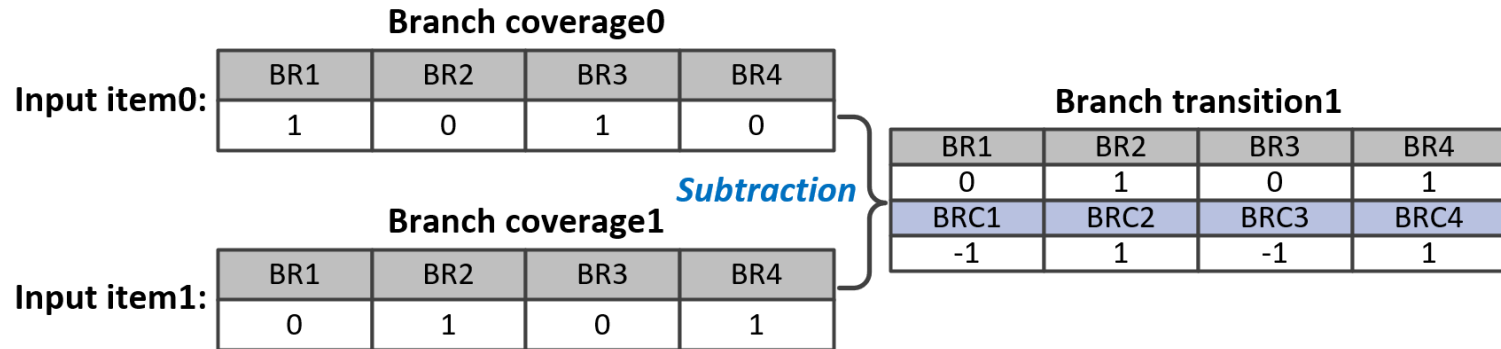 Branch coverage0
Input item0:
BR1 BR2 BR3 BR4
1 0 1 0
Subtraction
Branch coverage1
Input item1:
BR1 BR2 BR3 BR4
0 1 0 1
Branch transition1
BR1 BR2 BR3 BR4
0 1 0 1
BRC1 BRC2 BRC3 BRC4
-1 1 -1 1